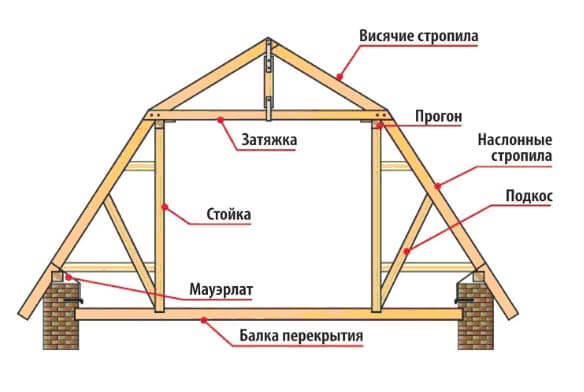 Висячие стропила
Прогон
Затяжка
Наслонные
стропила
Подкос
Стойка
Мауэрлат
Балка перекрытия